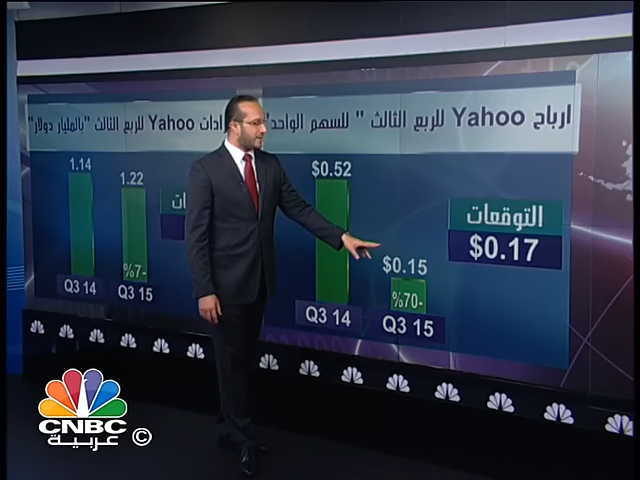 ارباح Yahoo للربع الثالث " للسهم الواحد"
$0.52
$0.15
%70-
Q3 14
Q3 15
التوقعات
$0.17
Yahoo للربع الثالث "بالمليار دولار"
1.14
1.22
%7-
Q3 14
Q3 15
CNBC
عربية ©